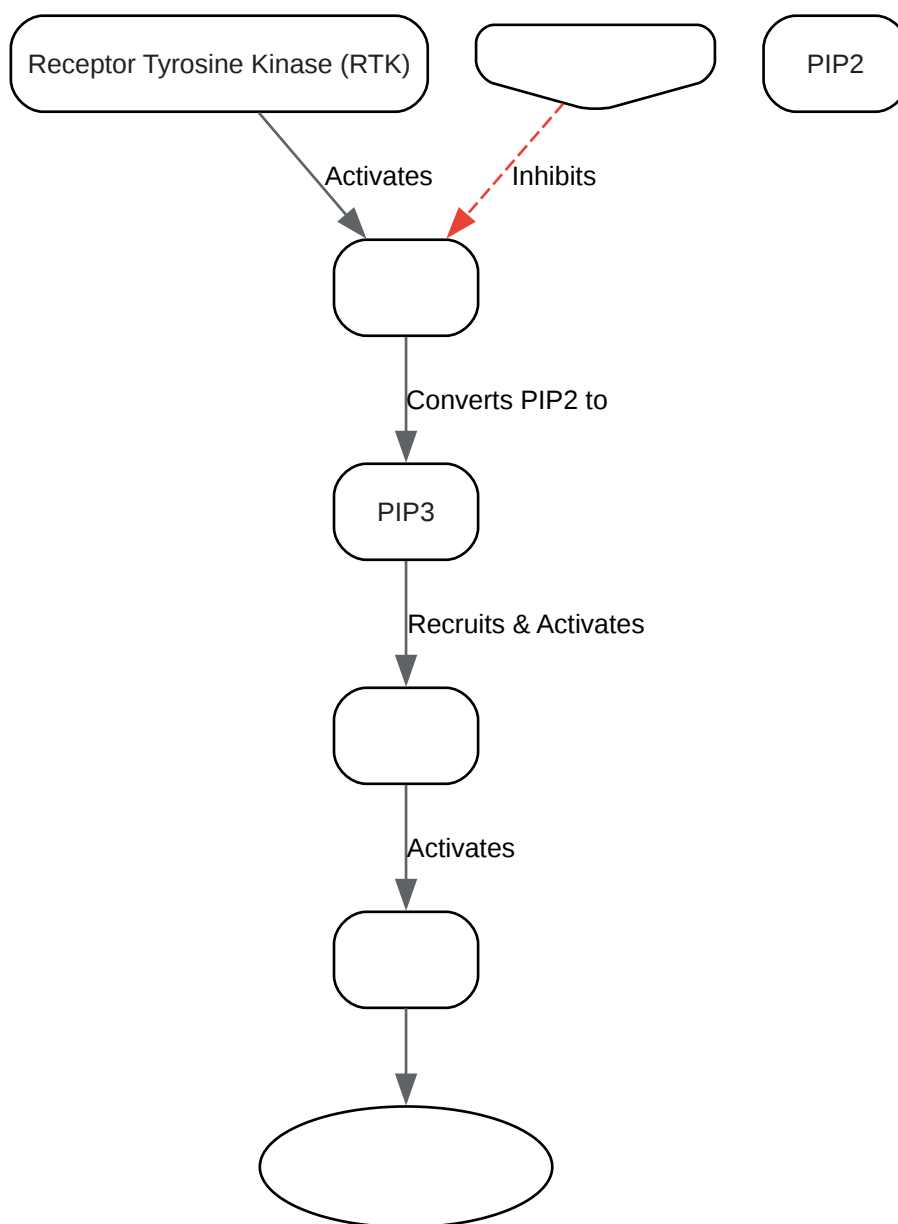 Receptor Tyrosine Kinase (RTK)
PIP2
Activates
Inhibits
Converts PIP2 to
PIP3
Recruits & Activates
Activates